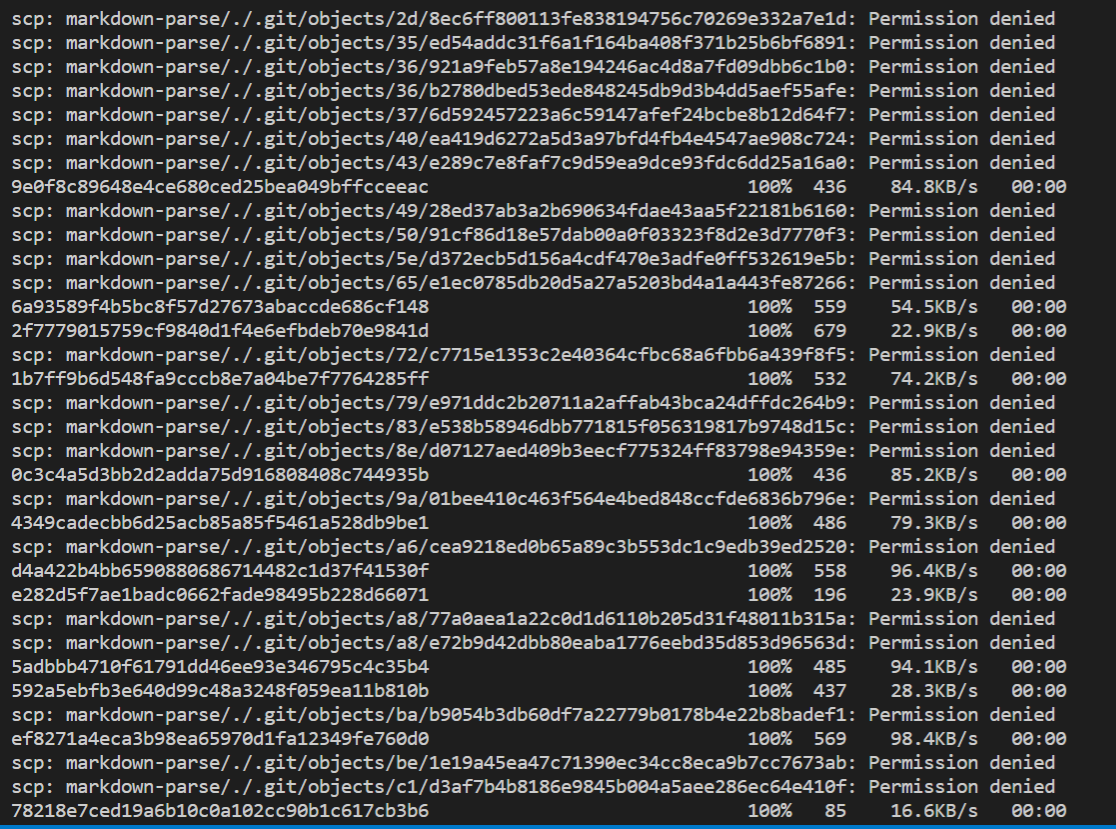 scp: markdown-parse/./.git/objects/2d/8ec6ff800113fe838194756c70269e332a7e1d: Permission denied
scp: markdown-parse/./.git/objects/35/ed54addc31f6a1f164ba408f371b25b6bf6891: Permission denied
scp: markdown-parse/./.git/objects/36/921a9feb57a8e194246ac4d8a7fd09dbb6c1b0: Permission denied
scp: markdown-parse/./.git/objects/36/b2780dbed53ede848245db9d3b4dd5aef55afe: Permission denied
scp: markdown-parse/./.git/objects/37/6d592457223a6c59147afef24bcbe8b12d64f7: Permission denied
scp: markdown-parse/./.git/objects/40/ea419d6272a5d3a97bfd4fb4e4547ae908c724: Permission denied
scp: markdown-parse/./.git/objects/43/e289c7e8faf7c9d59ea9dce93fdc6dd25a16a0: Permission denied
9e0f8c89648e4ce680ced25bea049bffcceeac 100% 436 84.8KB/s 00:00
scp: markdown-parse/./.git/objects/49/28ed37ab3a2b690634fdae43aa5f22181b6160: Permission denied
scp: markdown-parse/./.git/objects/50/91cf86d18e57dab00a0f03323f8d2e3d7770f3: Permission denied
scp: markdown-parse/./.git/objects/5e/d372ecb5d156a4cdf470e3adfe0ff532619e5b: Permission denied
scp: markdown-parse/./.git/objects/65/e1ec0785db20d5a27a5203bd4a1a443fe87266: Permission denied
6a93589f4b5bc8f57d27673abaccde686cf148 100% 559 54.5KB/s 00:00
2f7779015759cf9840d1f4e6efbdeb70e9841d 100% 679 22.9KB/s 00:00
scp: markdown-parse/./.git/objects/72/c7715e1353c2e40364cfbc68a6fbb6a439f8f5: Permission denied
1b7ff9b6d548fa9cccb8e7a04be7f7764285ff 100% 532 74.2KB/s 00:00
scp: markdown-parse/./.git/objects/79/e971ddc2b20711a2affab43bca24dffdc264b9: Permission denied
scp: markdown-parse/./.git/objects/83/e538b58946dbb771815f056319817b9748d15c: Permission denied
scp: markdown-parse/./.git/objects/8e/d07127aed409b3eecf775324ff83798e94359e: Permission denied
0c3c4a5d3bb2d2adda75d916808408c744935b 100% 436 85.2KB/s 00:00
scp: markdown-parse/./.git/objects/9a/01bee410c463f564e4bed848ccfde6836b796e: Permission denied
4349cadecbb6d25acb85a85f5461a528db9be1 100% 486 79.3KB/s 00:00
scp: markdown-parse/./.git/objects/a6/cea9218ed0b65a89c3b553dc1c9edb39ed2520: Permission denied
d4a422b4bb6590880686714482c1d37f41530f 100% 558 96.4KB/s 00:00
e282d5f7ae1badc0662fade98495b228d66071 100% 196 23.9KB/s 00:00
scp: markdown-parse/./.git/objects/a8/77a0aea1a22c0d1d6110b205d31f48011b315a: Permission denied
scp: markdown-parse/./.git/objects/a8/e72b9d42dbb80eaba1776eebd35d853d96563d: Permission denied
5adbbb4710f61791dd46ee93e346795c4c35b4 100% 485 94.1KB/s 00:00
592a5ebfb3e640d99c48a3248f059ea11b810b 100% 437 28.3KB/s 00:00
scp: markdown-parse/./.git/objects/ba/b9054b3db60df7a22779b0178b4e22b8badef1: Permission denied
ef8271a4eca3b98ea65970d1fa12349fe760d0 100% 569 98.4KB/s 00:00
scp: markdown-parse/./.git/objects/be/1e19a45ea47c71390ec34cc8eca9b7cc7673ab: Permission denied
scp: markdown-parse/./.git/objects/c1/d3af7b4b8186e9845b004a5aee286ec64e410f: Permission denied
78218e7ced19a6b10c0a102cc90b1c617cb3b6 100% 85 16.6KB/s 00:00